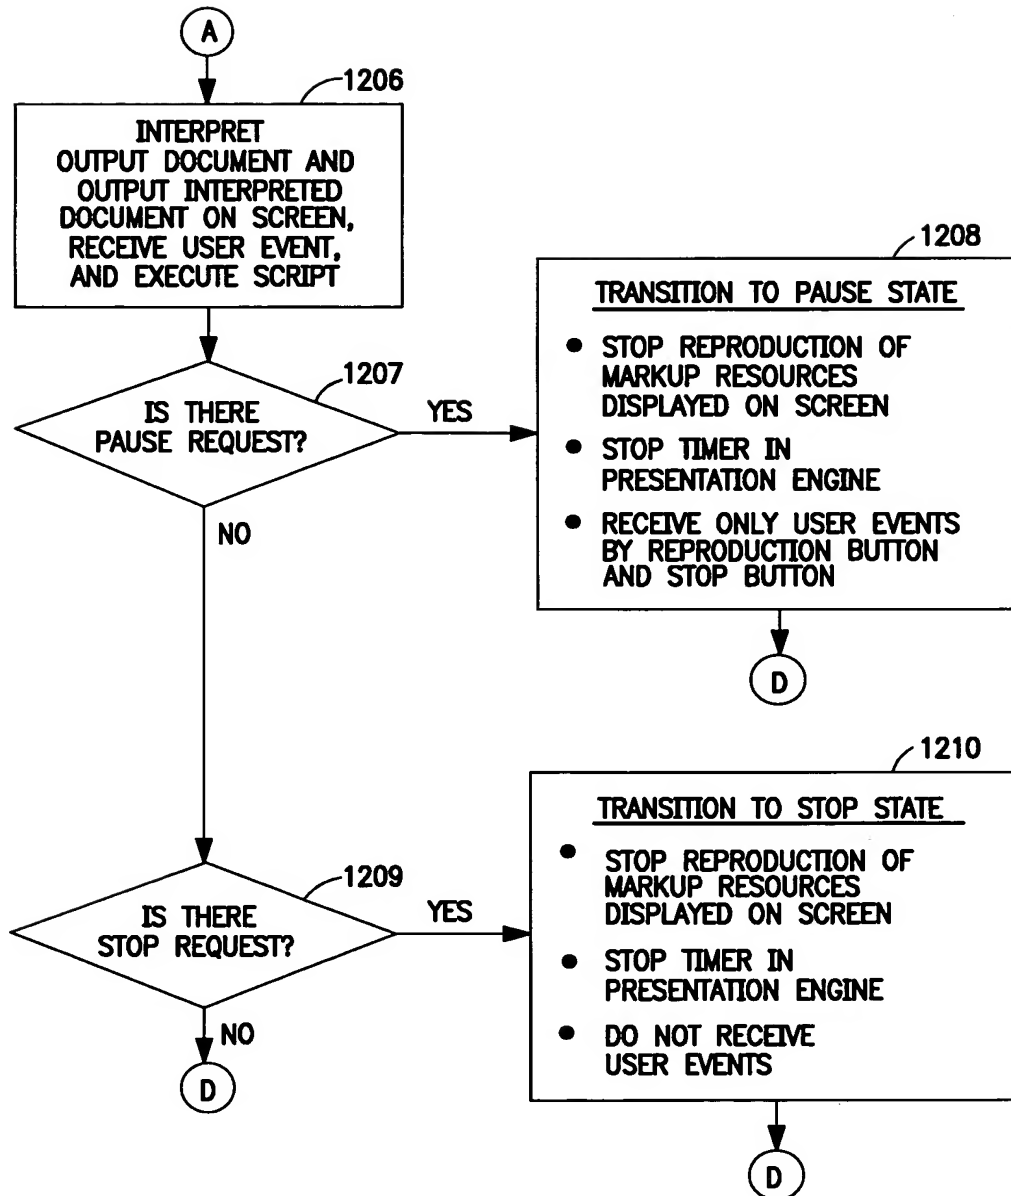 A
1206
INTERPRET
OUTPUT DOCUMENT AND
OUTPUT INTERPRETED
DOCUMENT ON SCREEN,
RECEIVE USER EVENT,
AND EXECUTE SCRIPT
1207
IS THERE
PAUSE REQUEST?
YES
NO
1208
TRANSITION TO PAUSE STATE
• STOP REPRODUCTION OF
MARKUP RESOURCES
DISPLAYED ON SCREEN
• STOP TIMER IN
PRESENTATION ENGINE
• RECEIVE ONLY USER EVENTS
BY REPRODUCTION BUTTON
AND STOP BUTTON
D
1209
IS THERE
STOP REQUEST?
YES
NO
D
1210
TRANSITION TO STOP STATE
• STOP REPRODUCTION OF
MARKUP RESOURCES
DISPLAYED ON SCREEN
• STOP TIMER IN
PRESENTATION ENGINE
• DO NOT RECEIVE
USER EVENTS
D